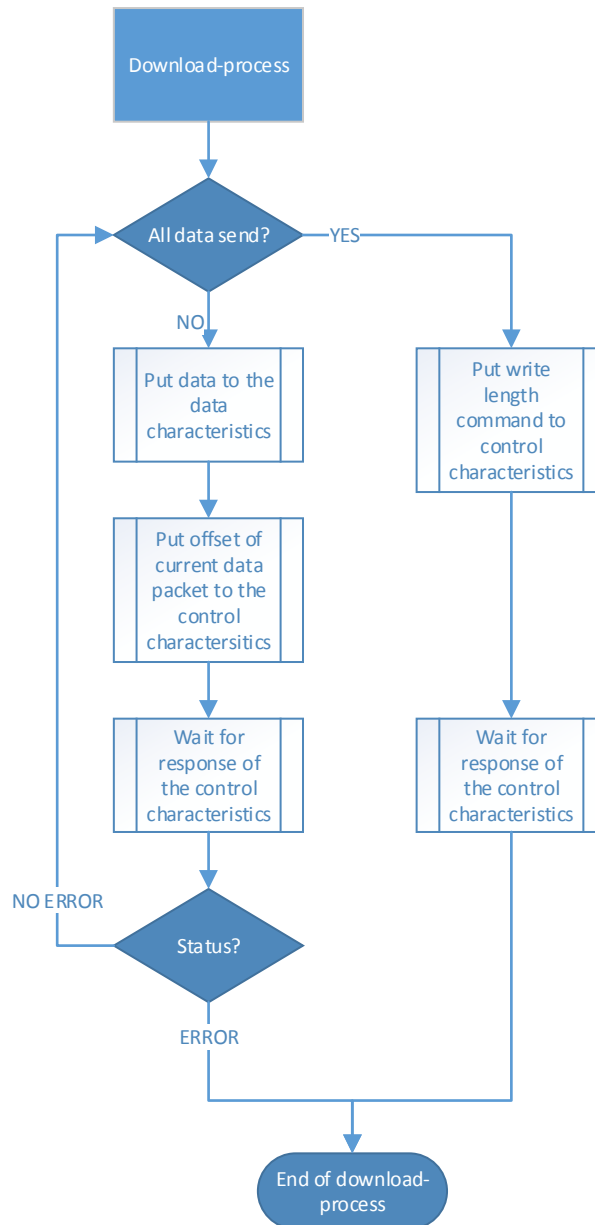 Download-process
All data send?
YES
NO
Put data to the
data
characteristics
Put write
length
command to
control
characteristics
Put offset of
current data
packet to the
control
charactersitics
Wait for
response of
the control
characteristics
Wait for
response of
the control
characteristics
NO ERROR
Status?
ERROR
End of download-
process